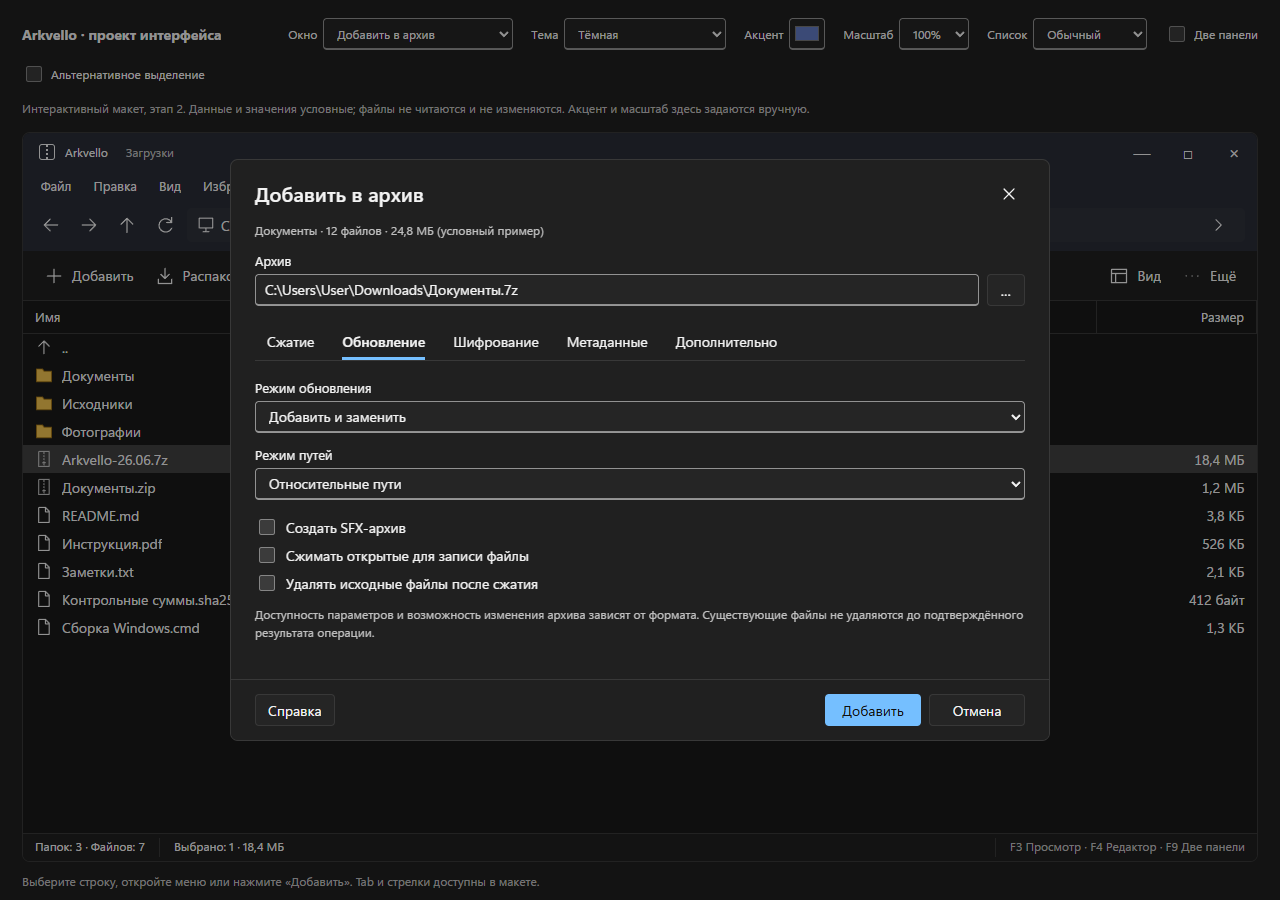 Arkvello · проект интерфейса
Окно Добавить в архив Тема Тёмная Акцент Масштаб 100% Список Обычный Две панели
Альтернативное выделение
Интерактивный макет, этап 2. Данные и значения условные; файлы не читаются и не изменяются. Акцент и масштаб здесь задаются вручную.
Arkvello Загрузки
Файл Правка Вид
Добавить Вид Ещё
Имя Размер
..
Документы
Исходники
Фотографии
Arkvello-26.06.7z 18,4 МБ
Документы.zip 1,2 МБ
README.md 3,8 КБ
Инструкция.pdf 526 КБ
Заметки.txt 2,1 КБ
Контрольные суммы.sha25 412 байт
Сборка Windows.cmd 1,3 КБ
Добавить в архив
Документы · 12 файлов · 24,8 МБ (условный пример)
Архив
C:\Users\User\Downloads\Документы.7z ...
Сжатие Обновление Шифрование Метаданные Дополнительно
Режим обновления
Добавить и заменить
Режим путей
Относительные пути
Создать SFX-архив
Сжимать открытые для записи файлы
Удалять исходные файлы после сжатия
Доступность параметров и возможность изменения архива зависят от формата. Существующие файлы не удаляются до подтверждённого
результата операции.
Справка Добавить Отмена
Папок: 3 · Файлов: 7 Выбрано: 1 · 18,4 МБ F3 Просмотр · F4 Редактор · F9 Две панели
Выберите строку, откройте меню или нажмите «Добавить». Tab и стрелки доступны в макете.